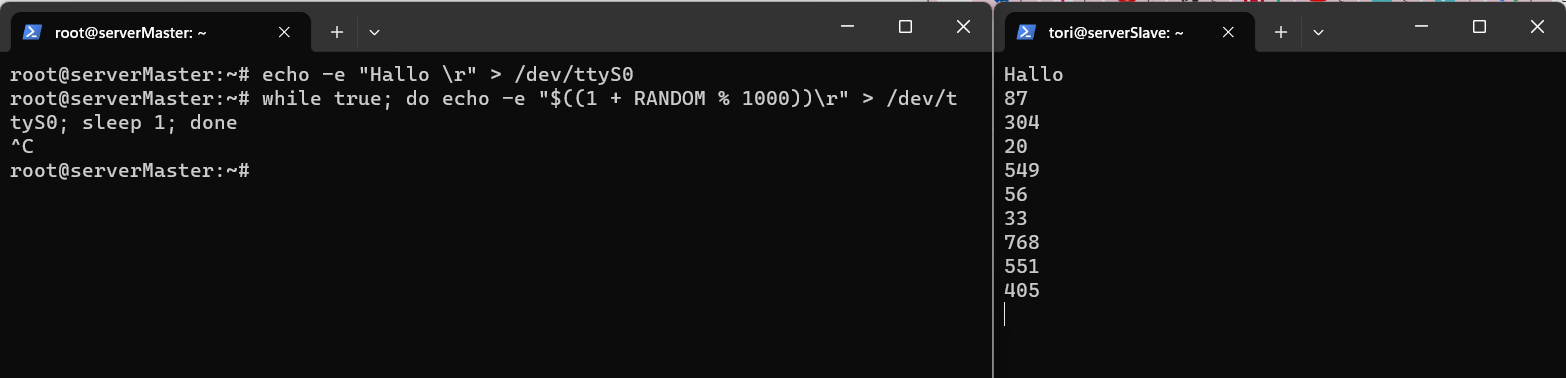 root@serverMaster: ~
root@serverMaster:~# echo -e "Hallo \r" > /dev/ttyS0
root@serverMaster:~# while true; do echo -e "$((1 + RANDOM % 1000))\r" > /dev/t
tyS0; sleep 1; done
^C
root@serverMaster:~#
tori@serverSlave: ~
Hallo
87
304
20
549
56
33
768
551
405